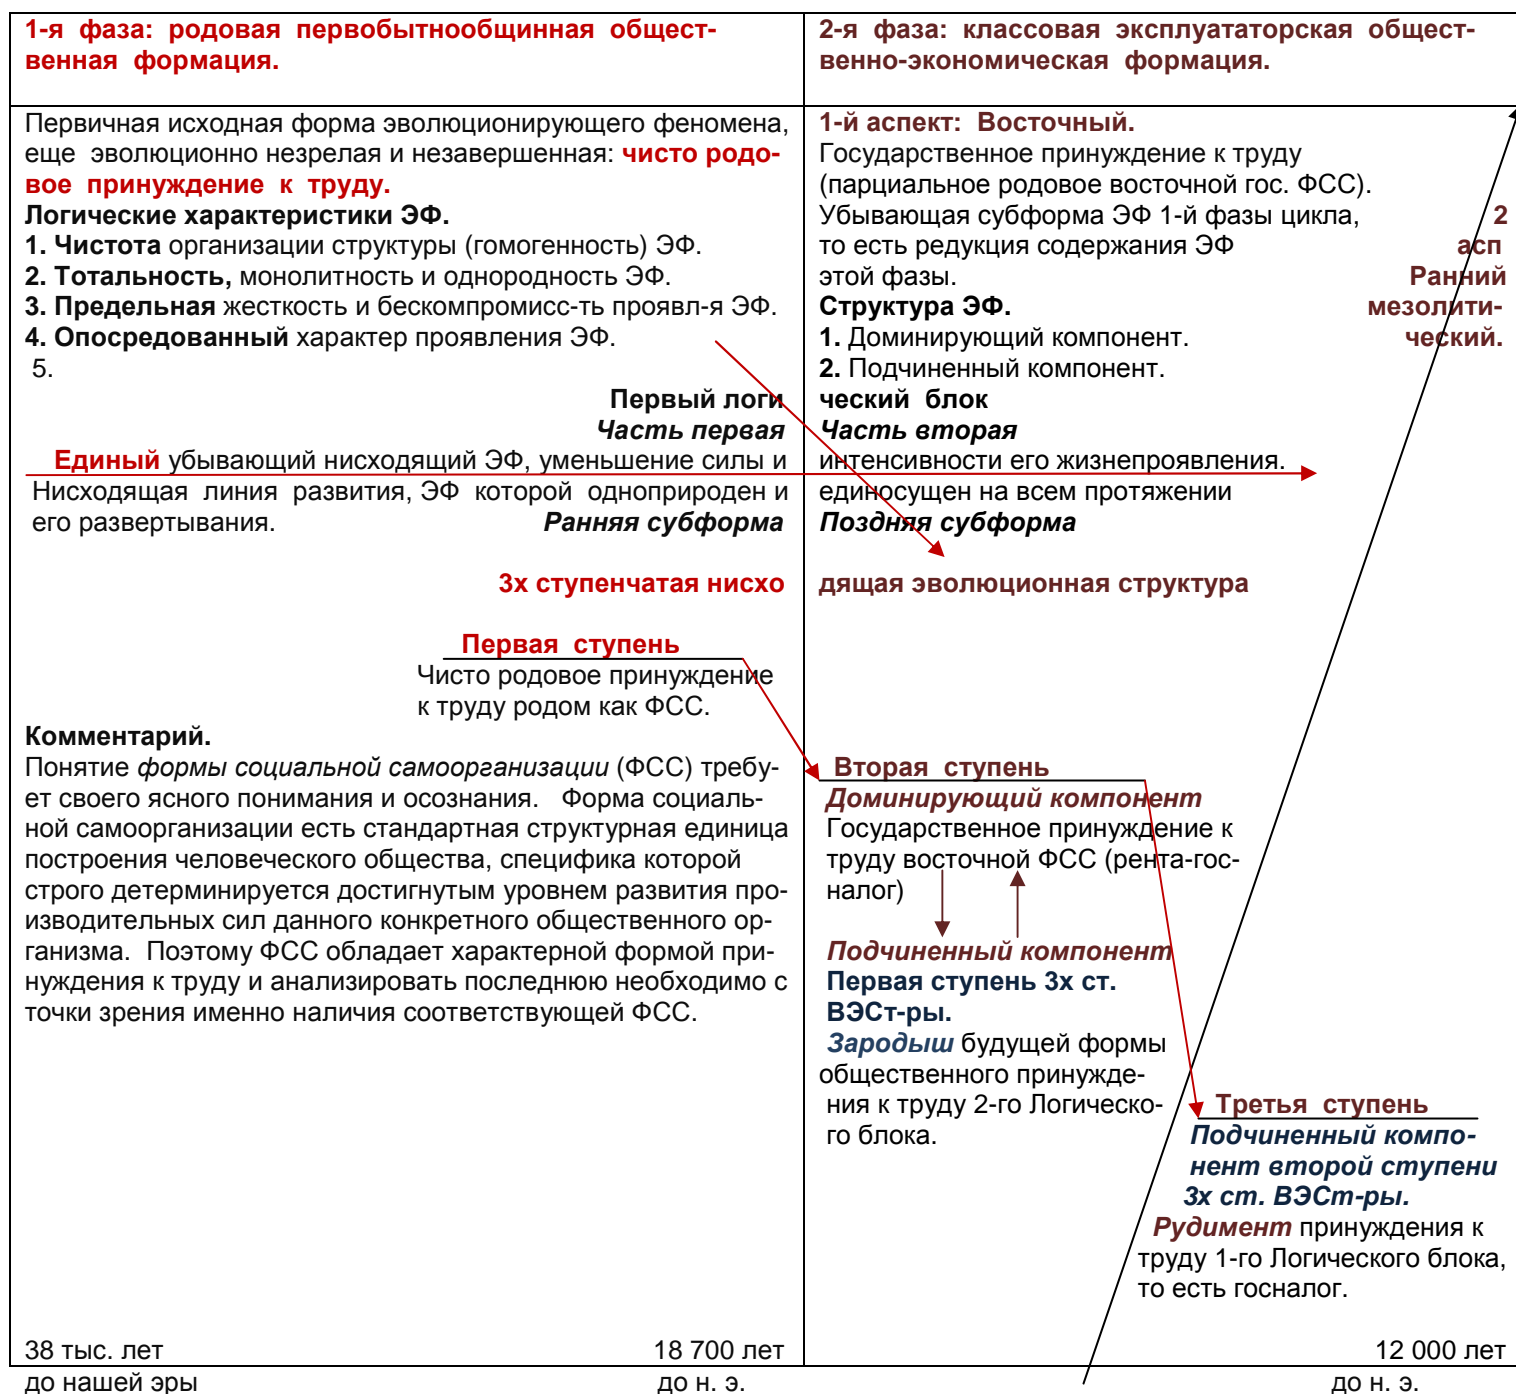 1-я фаза: родовая первобытнообщинная общест-
венная формация.
Первичная исходная форма эволюционирующего феномена,
еще эволюционно незрелая и незавершенная: чисто родо-
вое принуждение к труду.
Логические характеристики ЭФ.
1. Чистота организации структуры (гомогенность) ЭФ.
2. Тотальность, монолитность и однородность ЭФ.
3. Предельная жесткость и бескомпромисс-ть проявл-я ЭФ.
4. Опосредованный характер проявления ЭФ.
5.
Первый логи
Часть первая
Единый убывающий нисходящий ЭФ, уменьшение силы и
Нисходящая линия развития, ЭФ которой одноприроден и
его развертывания. Ранняя субформа
3х ступенчатая нисхо
Первая ступень
Чисто родовое принуждение
к труду родом как ФСС.
Комментарий.
Понятие формы социальной самоорганизации (ФСС) требу-
ет своего ясного понимания и осознания. Форма социаль-
ной самоорганизации есть стандартная структурная единица
построения человеческого общества, специфика которой
строго детерминируется достигнутым уровнем развития про-
изводительных сил данного конкретного общественного ор-
ганизма. Поэтому ФСС обладает характерной формой при-
нуждения к труду и анализировать последнюю необходимо с
точки зрения именно наличия соответствующей ФСС.
38 тыс. лет 18 700 лет
до нашей эры до н. э.
2-я фаза: классовая эксплуататорская общест-
венно-экономическая формация.
1-й аспект: Восточный.
Государственное принуждение к труду
(парциальное родовое восточной гос. ФСС).
Убывающая субформа ЭФ 1-й фазы цикла, 2
то есть редукция содержания ЭФ асп
этой фазы. Ранний
Структура ЭФ. мезолити-
1. Доминирующий компонент. ческий.
2. Подчиненный компонент.
ческий блок
Часть вторая
интенсивности его жизнепроявления.
единосущен на всем протяжении
Поздняя субформа
дящая эволюционная структура
Вторая ступень
Доминирующий компонент
Государственное принуждение к
труду восточной ФСС (рента-гос-
налог)
Подчиненный компонент
Первая ступень 3х ст.
ВЭСт-ры.
Зародыш будущей формы
общественного принужде-
ния к труду 2-го Логическо-
го блока.
Третья ступень
Подчиненный компо-
нент второй ступени
3х ст. ВЭСт-ры.
Рудимент принуждения к
труду 1-го Логического блока,
то есть госналог.
12 000 лет
до н. э.